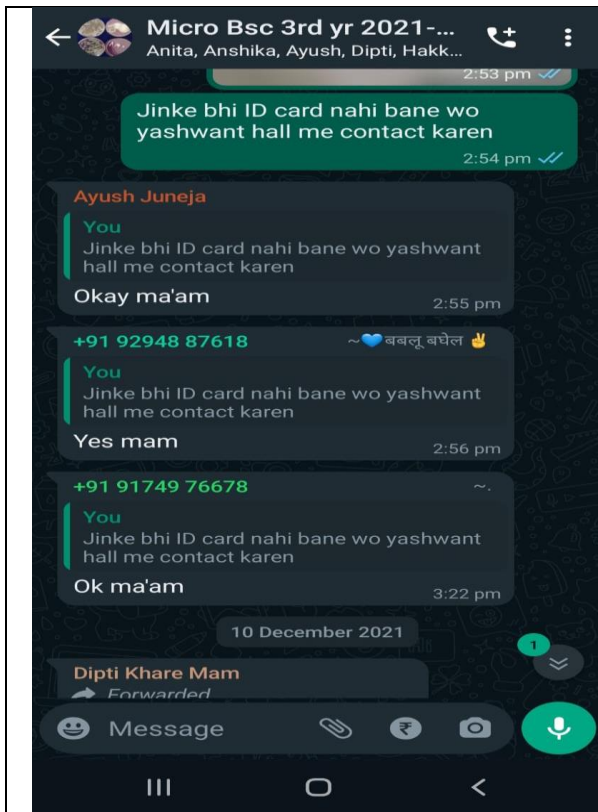 Micro Bsc 3rd yr 2021-...
Anita, Anshika, Ayush, Dipti, Hakk...
2:53 pm
Jinke bhi ID card nahi bane wo
yashwant hall me contact karen
2:54 pm
Ayush Juneja
You
Jinke bhi ID card nahi bane wo yashwant
hall me contact karen
Okay ma'am
2:55 pm
+91 92948 87618 ~💙बबलू बघेल ✌
You
Jinke bhi ID card nahi bane wo yashwant
hall me contact karen
Yes mam
2:56 pm
+91 91749 76678 ~.
You
Jinke bhi ID card nahi bane wo yashwant
hall me contact karen
Ok ma'am
3:22 pm
10 December 2021
1
Dipti Khare Mam
Forwarded
Message
₹